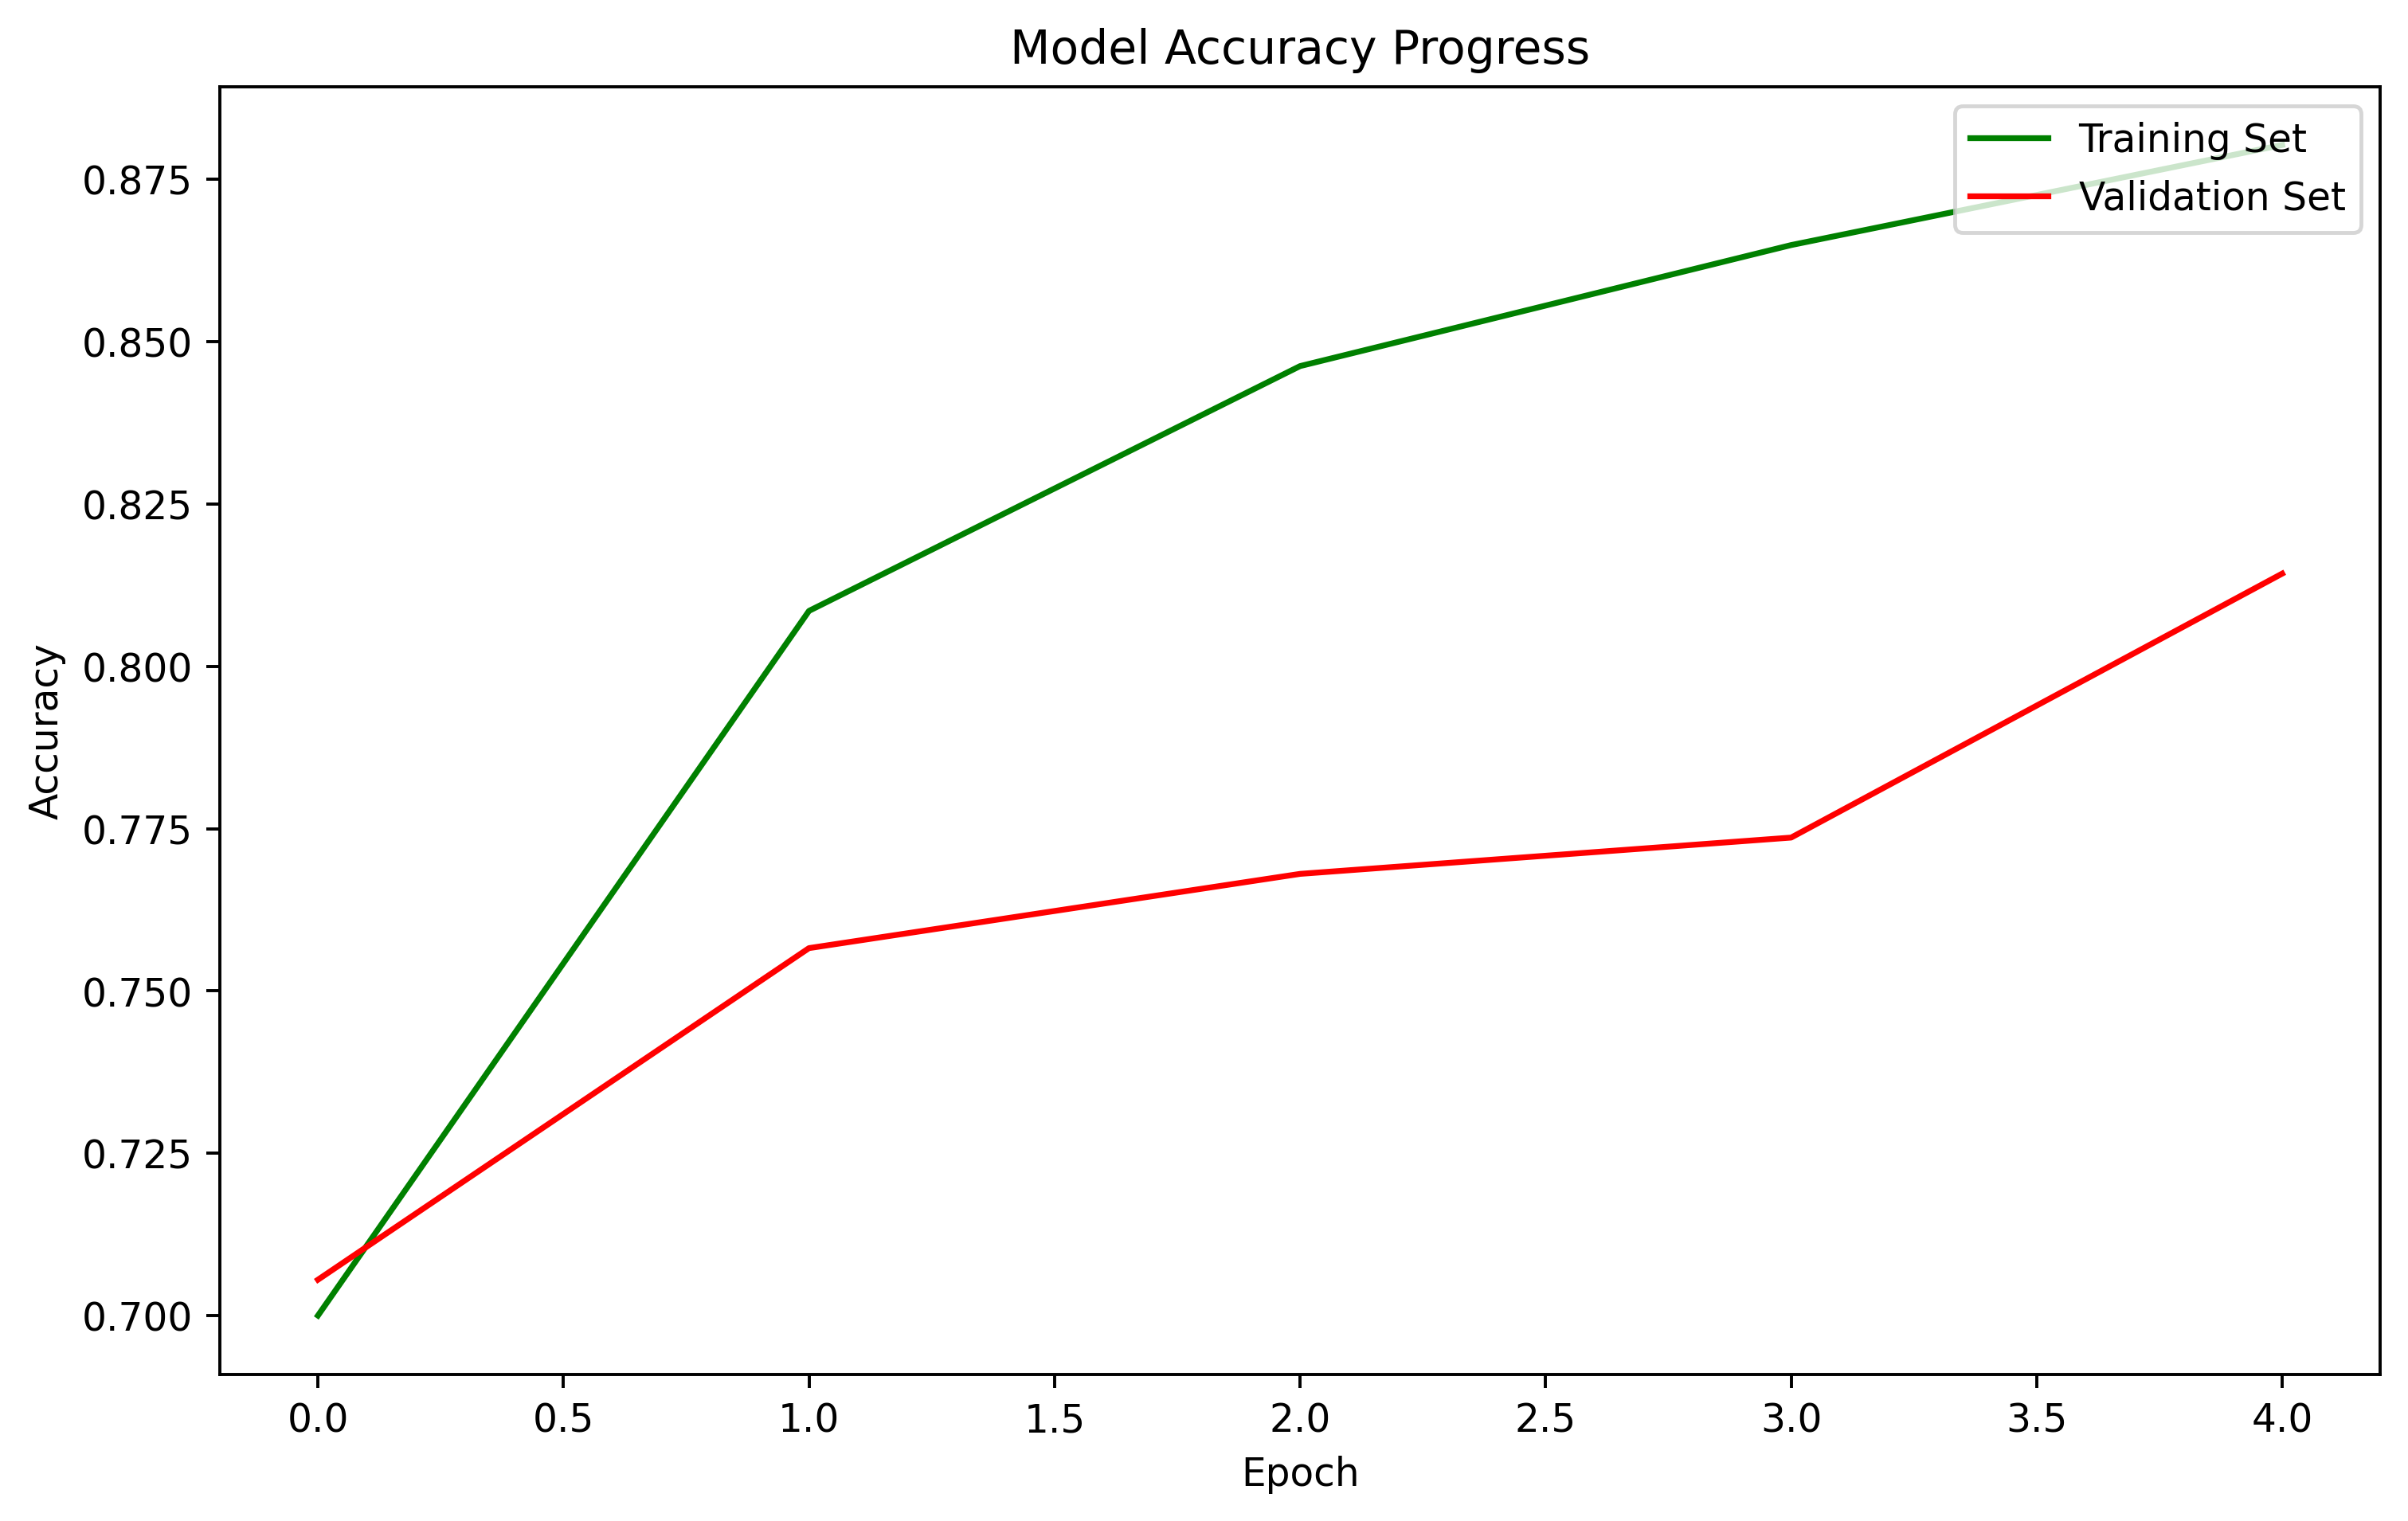 Model Accuracy Progress
Training Set
Validation Set
0.875
0.850
0.825
0.800
0.775
0.750
0.725
0.700
Accuracy
0.0 0.5 1.0 1.5 2.0 2.5 3.0 3.5 4.0
Epoch